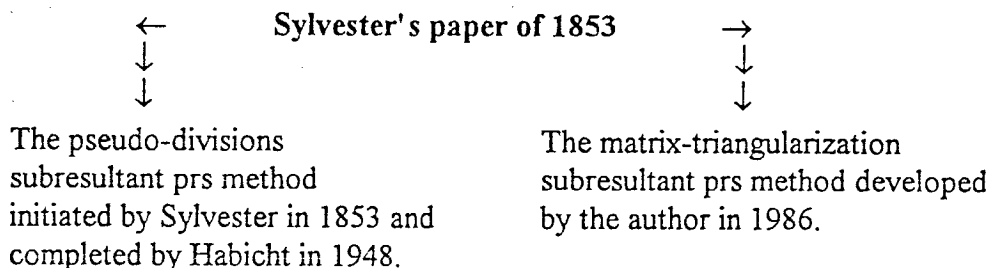 ← Sylvester's paper of 1853 →
↓ ↓
↓ ↓
The pseudo-divisions
subresultant prs method
initiated by Sylvester in 1853 and
completed by Habicht in 1948.
The matrix-triangularization
subresultant prs method developed
by the author in 1986.